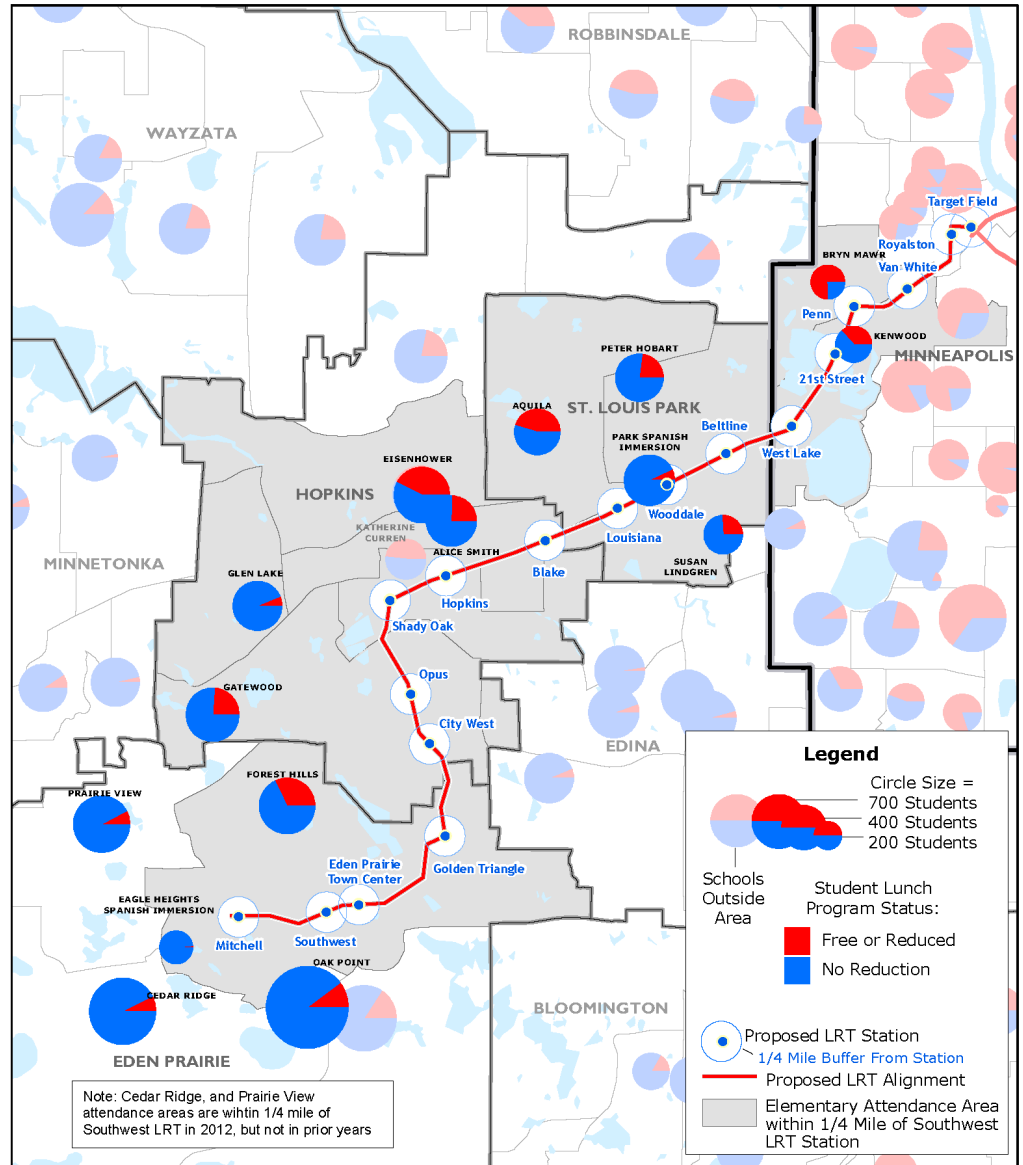 ROBBINSDALE
WAYZATA
Target Field
Royalston
BRYN MAWR
Van White
Penn
KENWOOD
MINNEAPOLIS
21st Street
PETER HOBART
AQUILA
ST. LOUIS PARK
Beltline
West Lake
PARK SPANISH
IMMERSION
EISENHOWER
HOPKINS
Wooddale
KATHERINE
CURREN
Louisiana
ALICE SMITH
Blake
SUSAN
LINDGREN
MINNETONKA
GLEN LAKE
Hopkins
Shady Oak
Opus
GATEWOOD
City West
EDINA
FOREST HILLS
PRAIRIE VIEW
Golden Triangle
Eden Prairie
Town Center
EAGLE HEIGHTS
SPANISH IMMERSION
Mitchell
Southwest
OAK POINT
CEDAR RIDGE
BLOOMINGTON
EDEN PRAIRIE
Note: Cedar Ridge, and Prairie View
attendance areas are wihtin 1/4 mile of
Southwest LRT in 2012, but not in prior years
Legend
Circle Size =
700 Students
400 Students
200 Students
Schools
Outside
Area
Student Lunch
Program Status:
Free or Reduced
No Reduction
Proposed LRT Station
1/4 Mile Buffer From Station
Proposed LRT Alignment
Elementary Attendance Area
within 1/4 Mile of Southwest
LRT Station